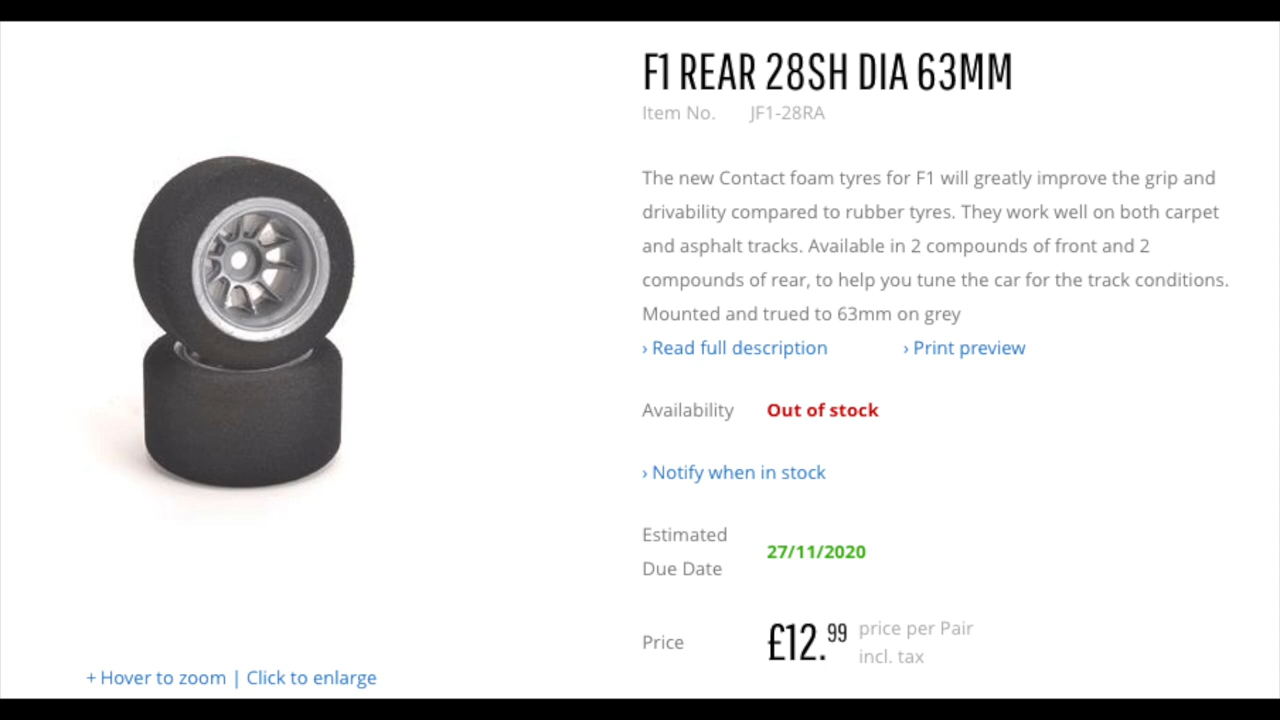 F1 REAR 28SH DIA 63MM
Item No. JF1-28RA
The new Contact foam tyres for F1 will greatly improve the grip and
drivability compared to rubber tyres. They work well on both carpet
and asphalt tracks. Available in 2 compounds of front and 2
compounds of rear, to help you tune the car for the track conditions.
Mounted and trued to 63mm on grey
› Read full description › Print preview
Availability Out of stock
› Notify when in stock
Estimated
Due Date 27/11/2020
Price £12.99 price per Pair
incl. tax
+ Hover to zoom | Click to enlarge